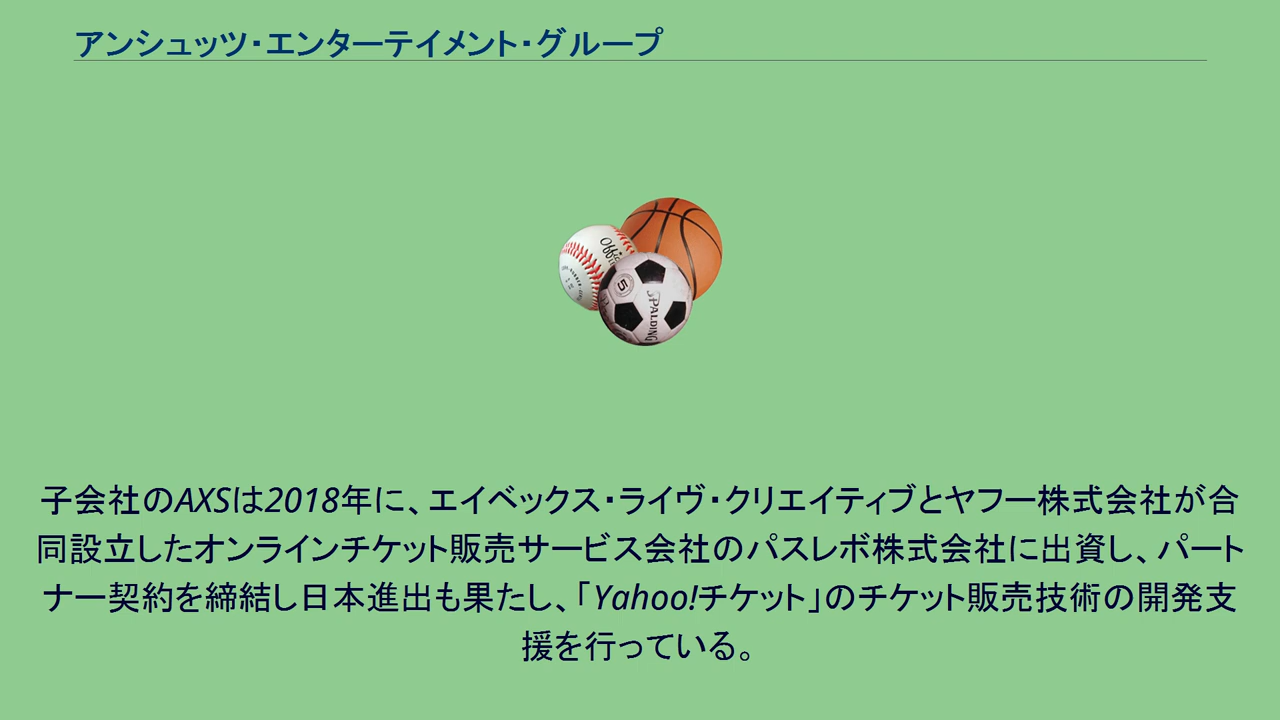 アンシュッツ・エンターテイメント・グループ
Offic
5
SPALDING
子会社のAXSは2018年に、エイベックス・ライヴ・クリエイティブとヤフー株式会社が合
同設立したオンラインチケット販売サービス会社のパスレボ株式会社に出資し、パート
ナー契約を締結し日本進出も果たし、「Yahoo!チケット」のチケット販売技術の開発支
援を行っている。